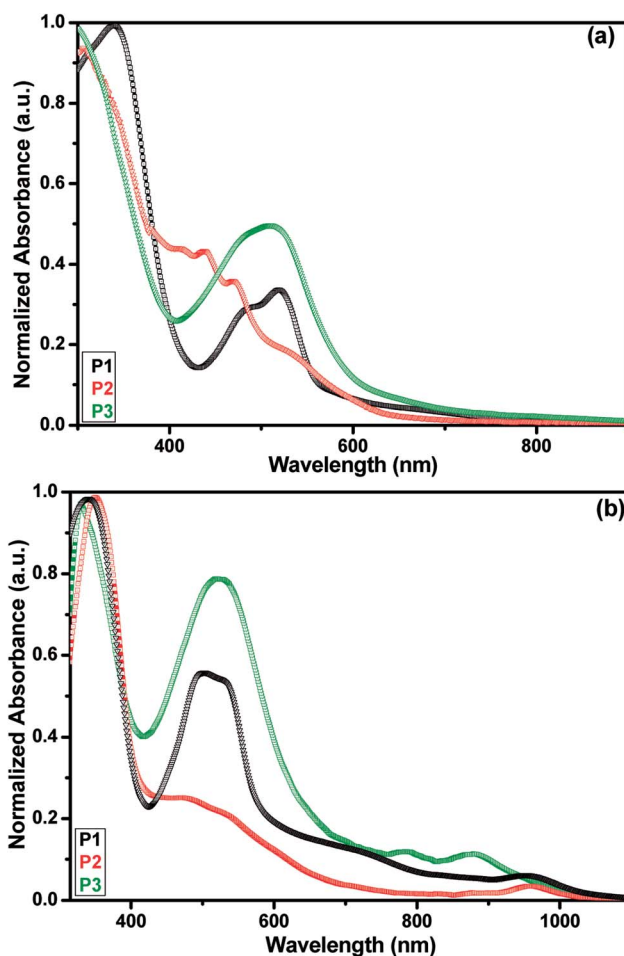 (a)
Normalized Absorbance (a.u.)
1.0
0.8
0.6
0.4
0.2
0.0
P1
P2
P3
400 600 800
Wavelength (nm)
(b)
Normalized Absorbance (a.u.)
1.0
0.8
0.6
0.4
0.2
0.0
P1
P2
P3
400 600 800 1000
Wavelength (nm)